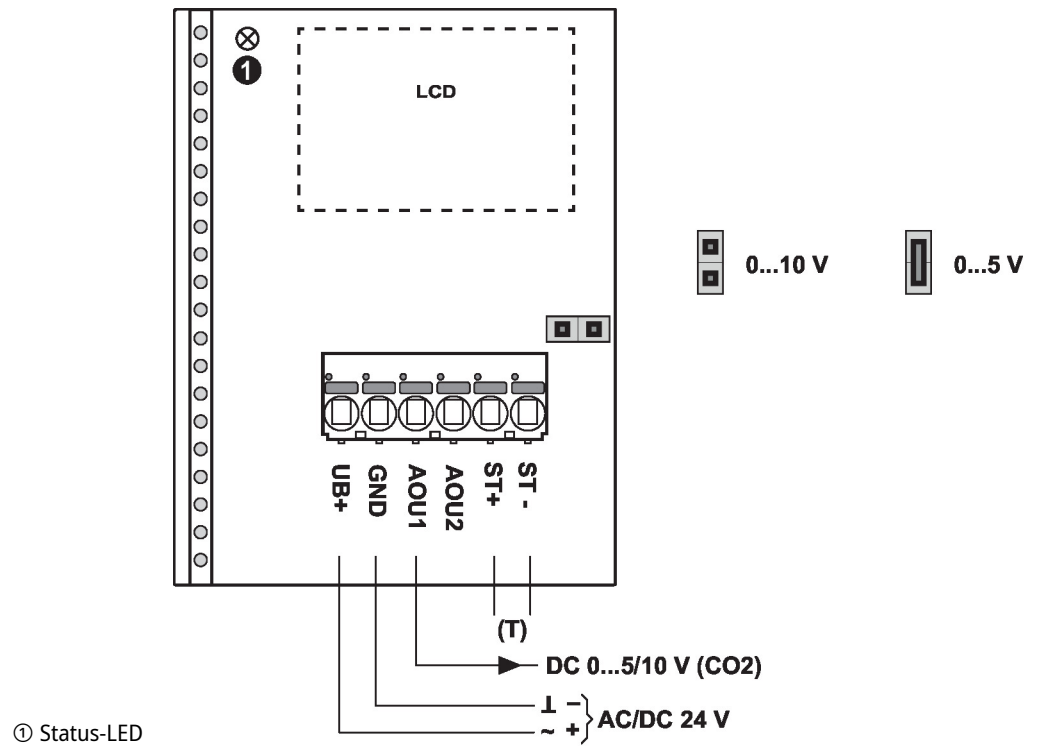 ❶
LCD
0...10 V
0...5 V
UB+
GND
AOU1
AOU2
ST+
ST -
(T)
DC 0...5/10 V (CO2)
⊥ −
AC/DC 24 V
~ +
① Status-LED